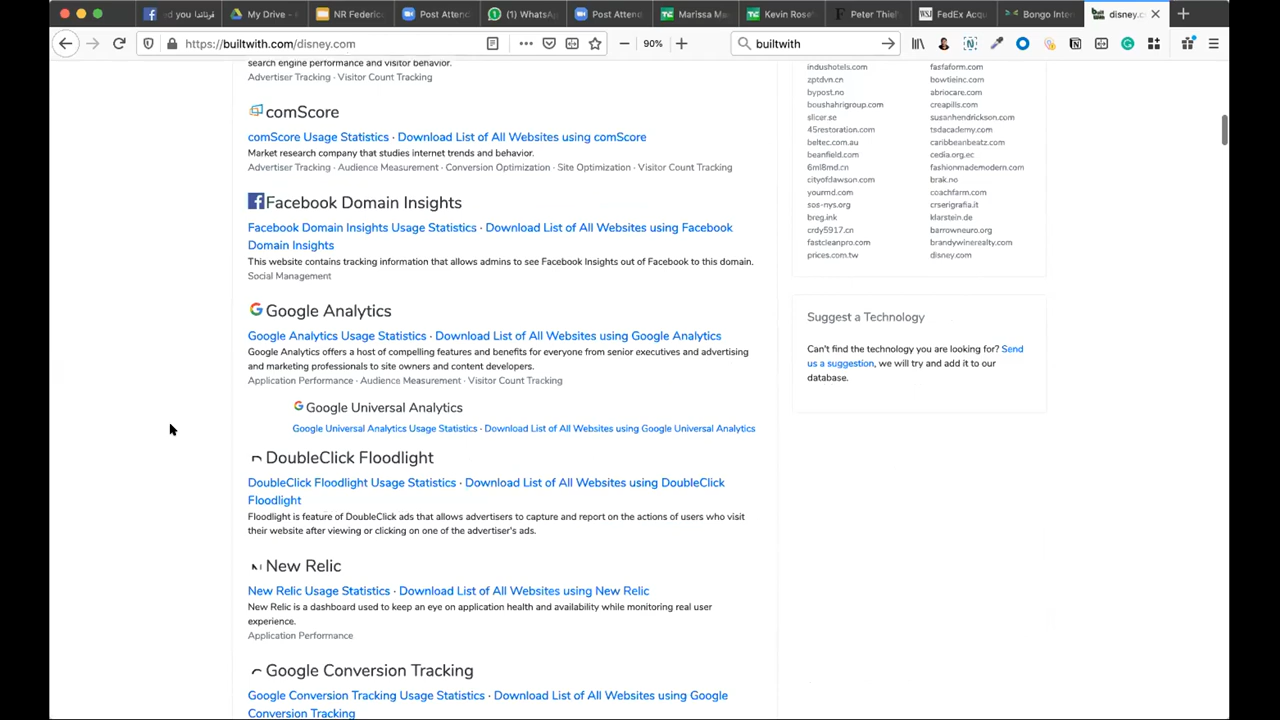 ed you فرناندا
My Drive -
NR Federico
Post Attend
(1) WhatsA
Post Atten
Marissa Ma
Kevin Rose
Peter Thiel
FedEx Acq
Bongo Inter
disney.c
https://builtwith.com/disney.com
90%
builtwith
search engine performance and visitor behavior.
Advertiser Tracking · Visitor Count Tracking
comScore
comScore Usage Statistics · Download List of All Websites using comScore
Market research company that studies internet trends and behavior.
Advertiser Tracking · Audience Measurement · Conversion Optimization · Site Optimization · Visitor Count Tracking
Facebook Domain Insights
Facebook Domain Insights Usage Statistics · Download List of All Websites using Facebook
Domain Insights
This website contains tracking information that allows admins to see Facebook Insights out of Facebook to this domain.
Social Management
Google Analytics
Google Analytics Usage Statistics · Download List of All Websites using Google Analytics
Google Analytics offers a host of compelling features and benefits for everyone from senior executives and advertising
and marketing professionals to site owners and content developers.
Application Performance · Audience Measurement · Visitor Count Tracking
Google Universal Analytics
Google Universal Analytics Usage Statistics · Download List of All Websites using Google Universal Analytics
DoubleClick Floodlight
DoubleClick Floodlight Usage Statistics · Download List of All Websites using DoubleClick
Floodlight
Floodlight is feature of DoubleClick ads that allows advertisers to capture and report on the actions of users who visit
their website after viewing or clicking on one of the advertiser's ads.
New Relic
New Relic Usage Statistics · Download List of All Websites using New Relic
New Relic is a dashboard used to keep an eye on application health and availability while monitoring real user
experience.
Application Performance
Google Conversion Tracking
Google Conversion Tracking Usage Statistics · Download List of All Websites using Google
Conversion Tracking
indushotels.com
zptdvn.cn
bypost.no
boushahrigroup.com
slicer.se
45restoration.com
beltec.com.au
beanfield.com
6ml8md.cn
cityofdawson.com
yourmd.com
sos-nys.org
breg.ink
crdy5917.cn
fastcleanpro.com
prices.com.tw
fasfaform.com
bowtieinc.com
abriocare.com
creapills.com
susanhendrickson.com
tsdacademy.com
caribbeanbeatz.com
cedia.org.ec
fashionmademodern.com
brak.no
coachfarm.com
crserigrafia.it
klarstein.de
barrowneuro.org
brandywinerealty.com
disney.com
Suggest a Technology
Can't find the technology you are looking for? Send
us a suggestion, we will try and add it to our
database.